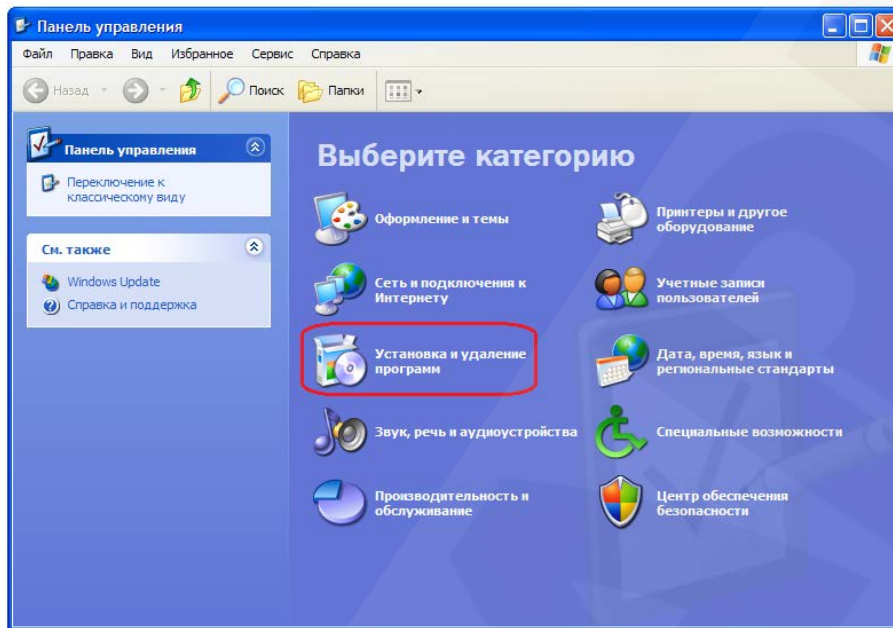 Панель управления
Файл Правка Вид Избранное Сервис Справка
Назад Поиск Папки
Панель управления
Переключение к
классическому виду
См. также
Windows Update
Справка и поддержка
Выберите категорию
Оформление и темы
Принтеры и другое
оборудование
Сеть и подключения к
Интернету
Учетные записи
пользователей
Установка и удаление
программ
Дата, время, язык и
региональные стандарты
Звук, речь и аудиоустройства
Специальные возможности
Производительность и
обслуживание
Центр обеспечения
безопасности